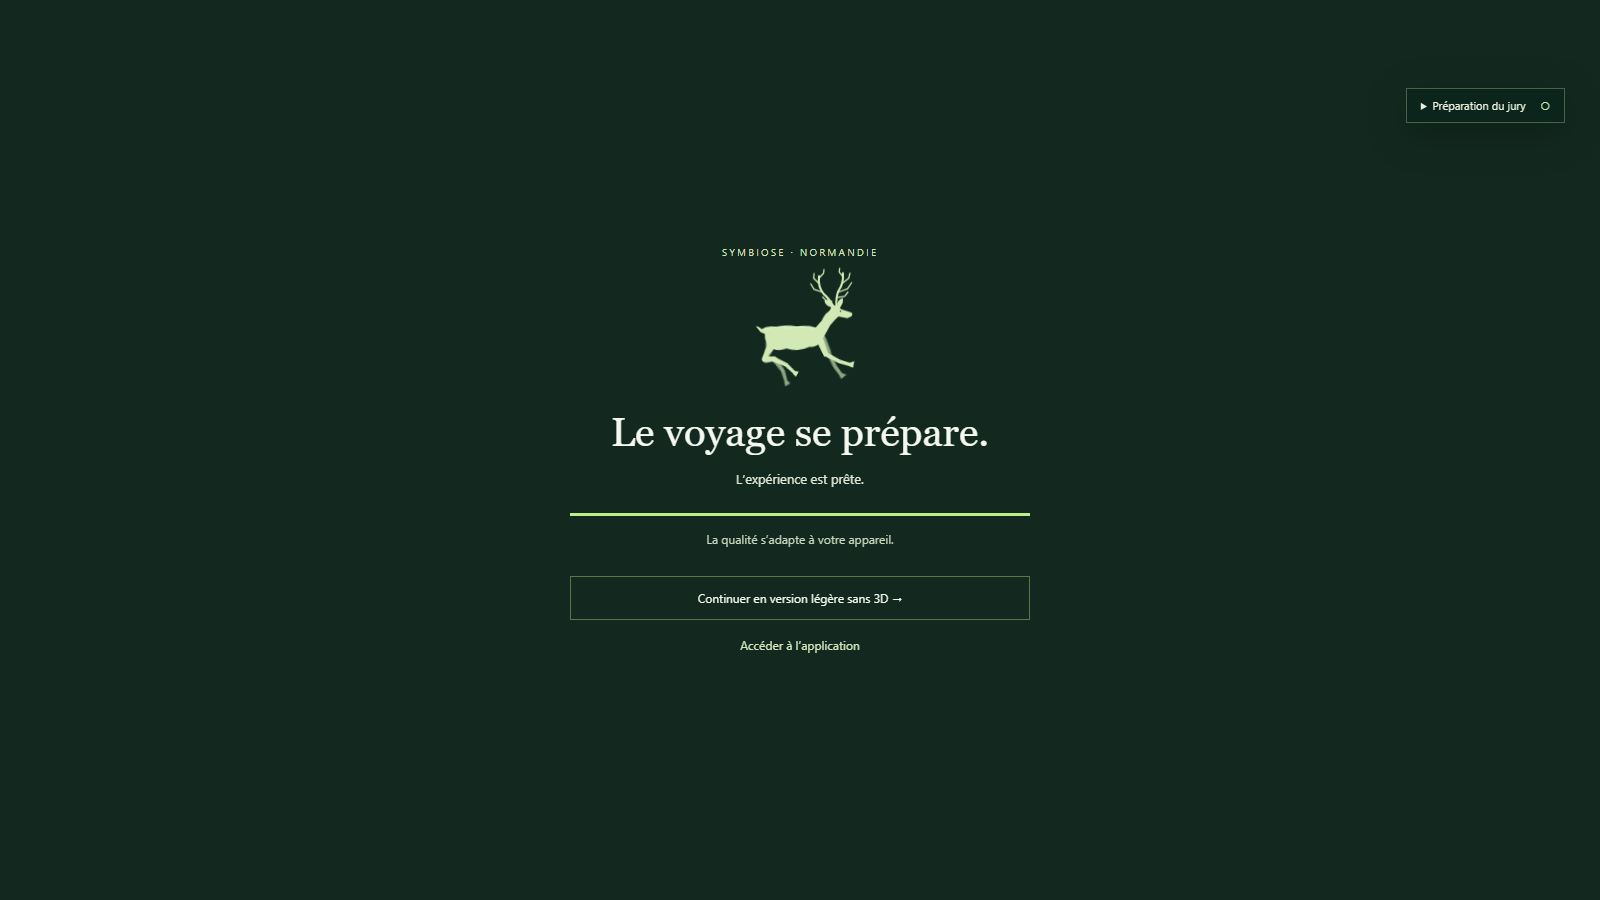 Préparation du jury
SYMBIOSE · NORMANDIE
Le voyage se prépare.
L’expérience est prête.
La qualité s’adapte à votre appareil.
Continuer en version légère sans 3D →
Accéder à l’application